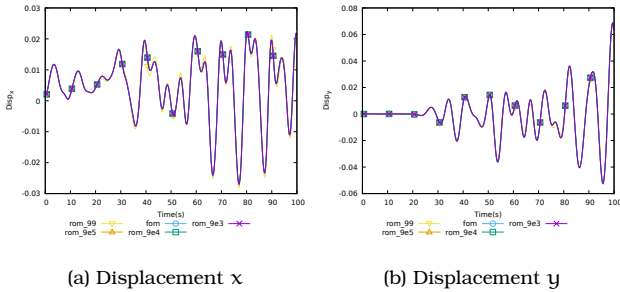 0.03
0.02
0.01
0
-0.01
-0.02
-0.03
Dispx
0 10 20 30 40 50 60 70 80 90 100
Time(s)
rom_99 fom rom_9e3
rom_9e5 rom_9e4
(a) Displacement x
0.08
0.06
0.04
0.02
0
-0.02
-0.04
-0.06
Dispy
0 10 20 30 40 50 60 70 80 90 100
Time(s)
rom_99 fom rom_9e3
rom_9e5 rom_9e4
(b) Displacement y